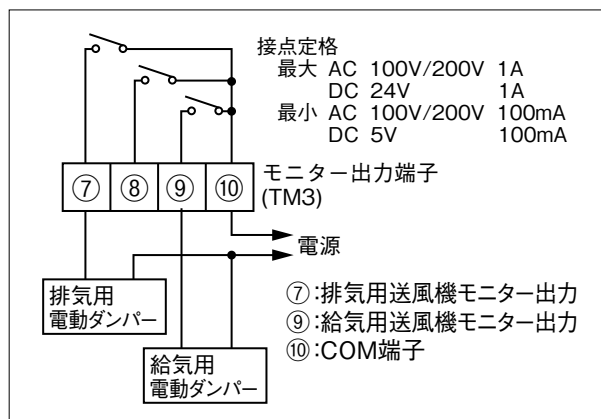 接点定格
最大 AC 100V/200V 1A
DC 24V 1A
最小 AC 100V/200V 100mA
DC 5V 100mA
⑦ ⑧ ⑨ ⑩
モニター出力端子
(TM3)
電源
排気用
電動ダンパー
給気用
電動ダンパー
⑦:排気用送風機モニター出力
⑨:給気用送風機モニター出力
⑩:COM端子